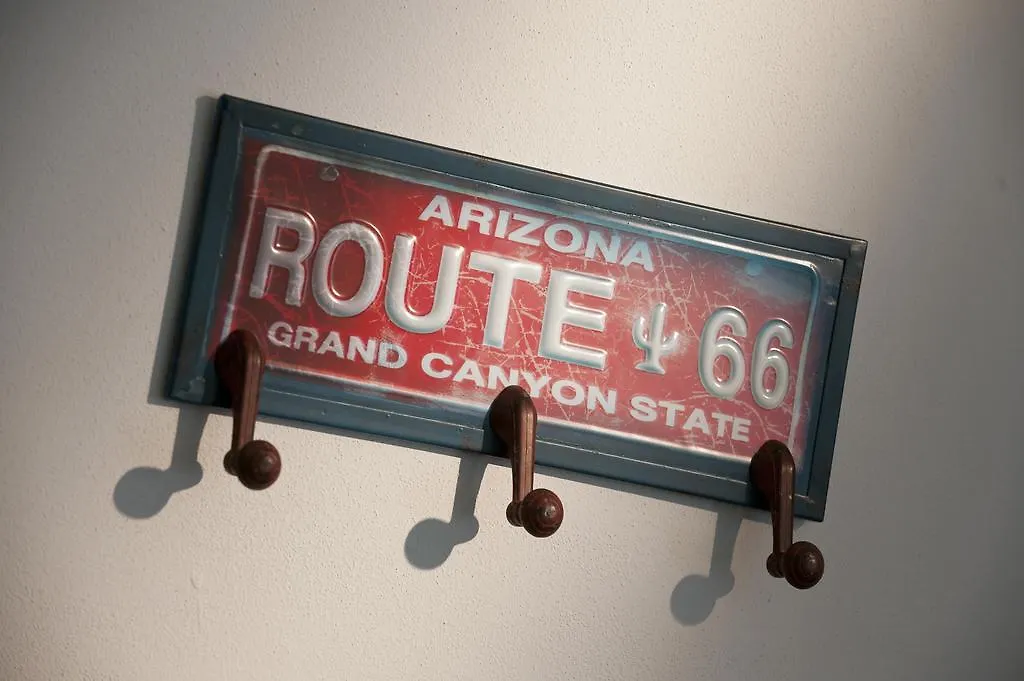 ARIZONA
ROUTE 66
GRAND CANYON STATE